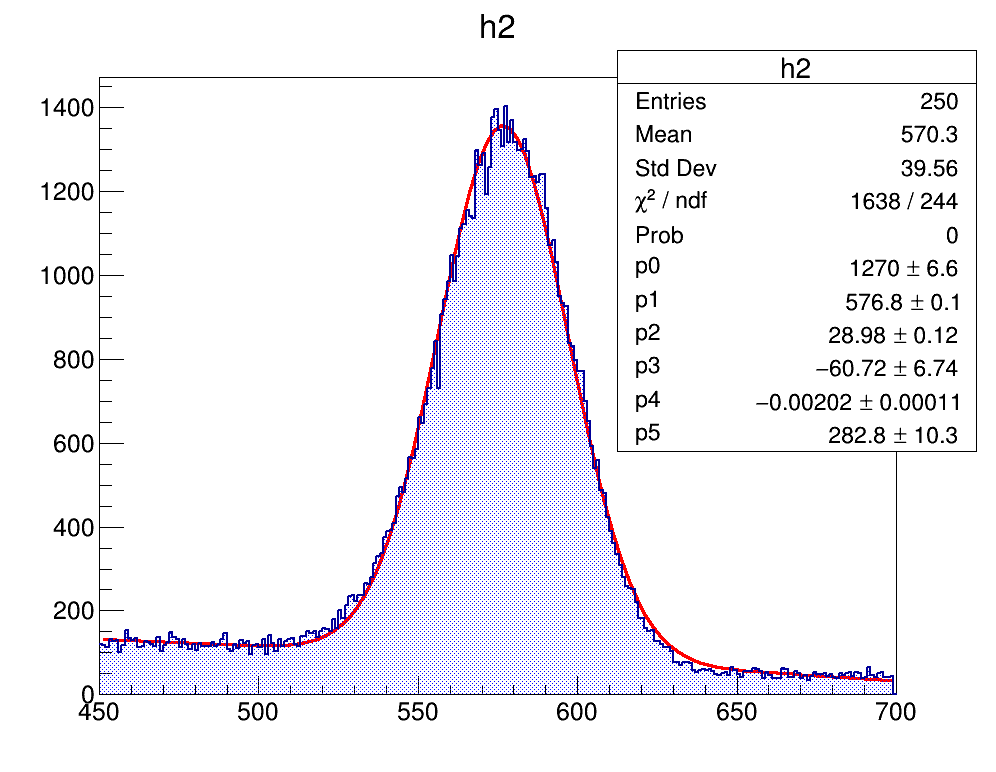 h2
h2
Entries 250
Mean 570.3
Std Dev 39.56
χ² / ndf 1638 / 244
Prob 0
p0 1270 ± 6.6
p1 576.8 ± 0.1
p2 28.98 ± 0.12
p3 −60.72 ± 6.74
p4 −0.00202 ± 0.00011
p5 282.8 ± 10.3
1400
1200
1000
800
600
400
200
0
450 500 550 600 650 700